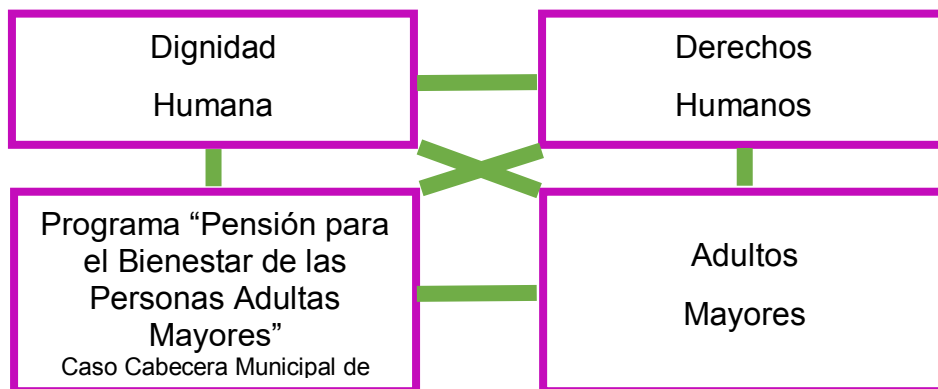 Dignidad
Humana
Derechos
Humanos
Programa “Pensión para
el Bienestar de las
Personas Adultas
Mayores”
Caso Cabecera Municipal de
Adultos
Mayores